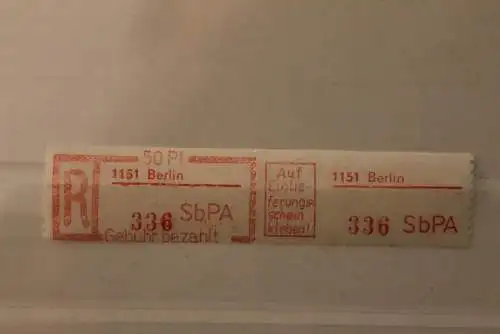 50 Pf
1151 Berlin
R
336 SbPA
Gebühr bezahlt
Auf
Einlie-
ferungs-
schein
kleben!
1151 Berlin
336 SbPA